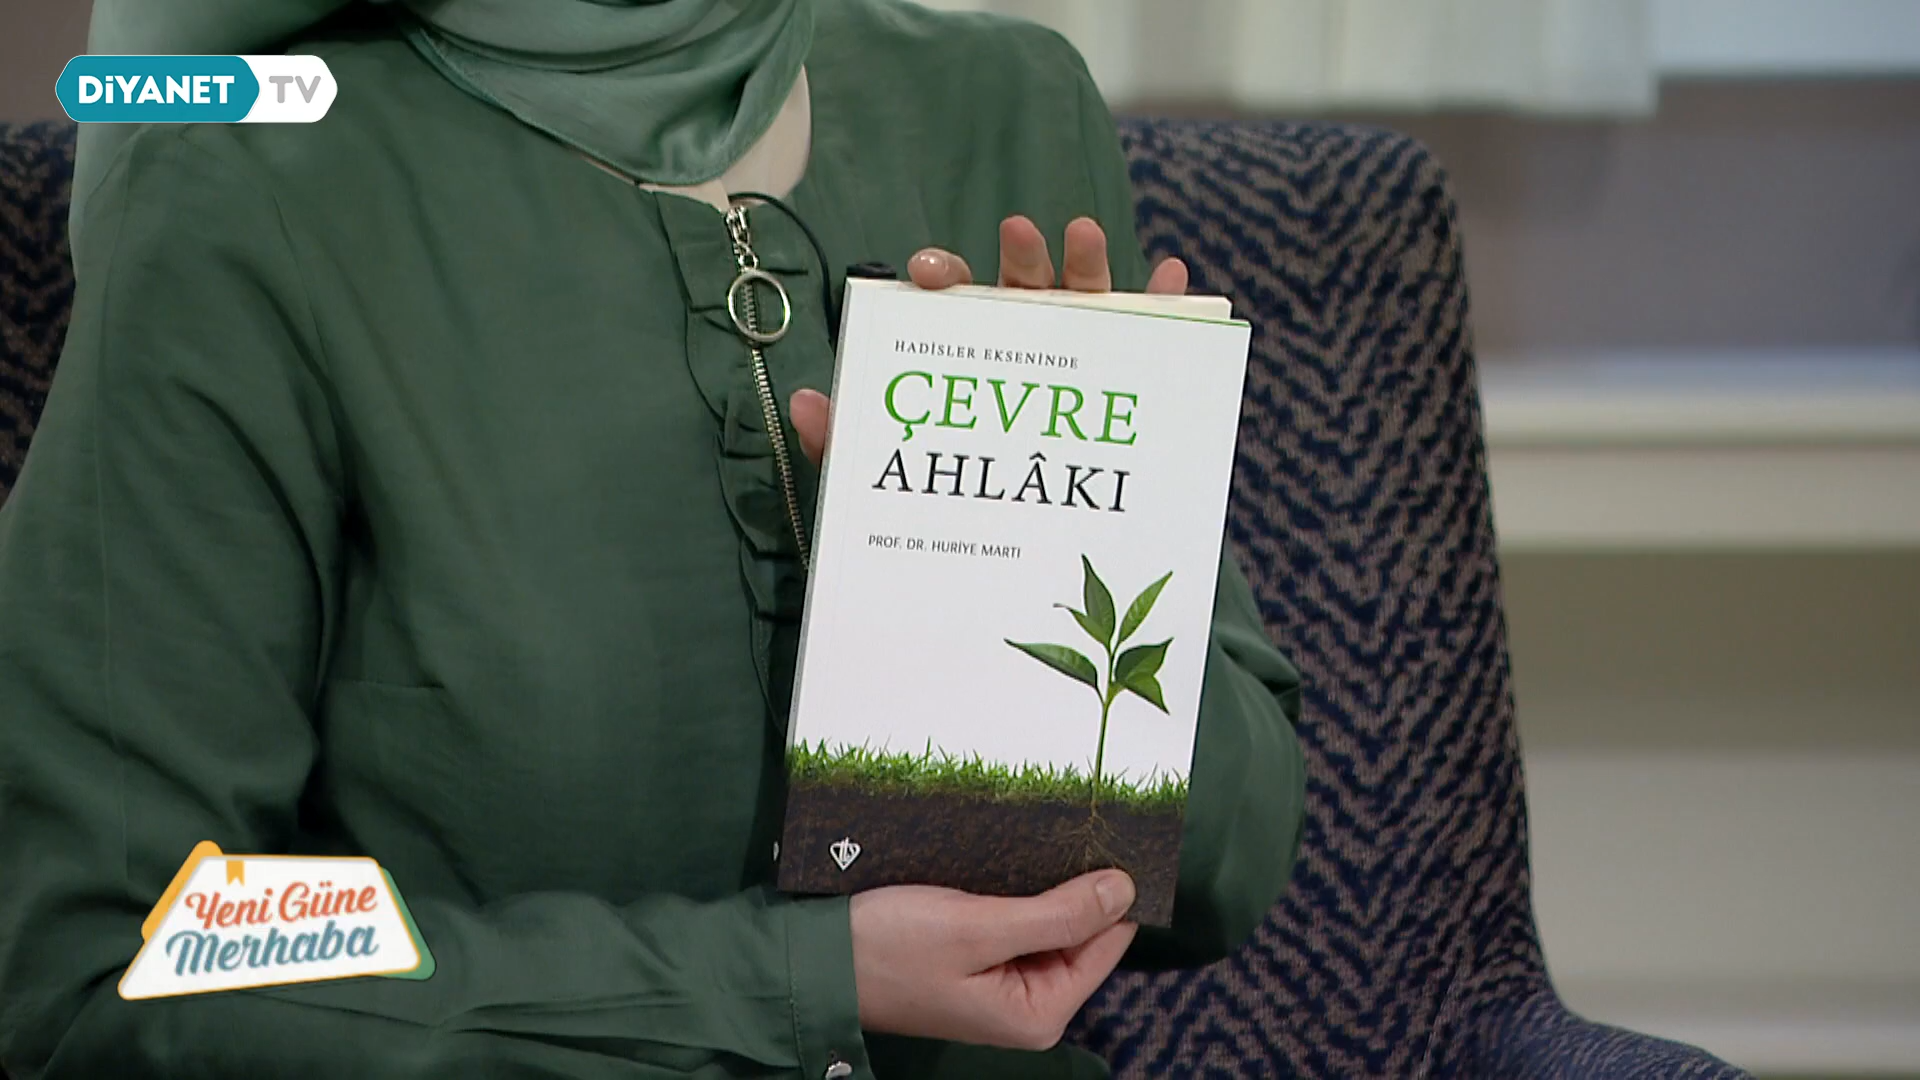 DİYANET TV
HADİSLER EKSENİNDE
ÇEVRE
AHLÂKI
PROF. DR. HURİYE MARTI
Yeni Güne
Merhaba